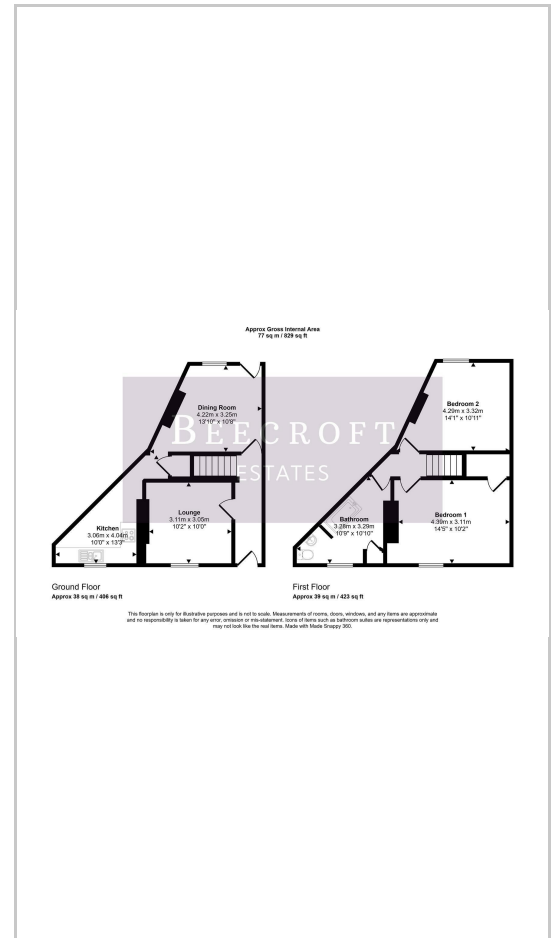 Approx Gross Internal Area
77 sq m / 829 sq ft
Dining Room
4.22m x 3.25m
13'10" x 10'8"
BEECROFT
ESTATES
Lounge
3.11m x 3.05m
10'2" x 10'0"
Kitchen
3.06m x 4.04m
10'0" x 13'3"
Ground Floor
Approx 38 sq m / 406 sq ft
Bedroom 2
4.29m x 3.32m
14'1" x 10'11"
Bathroom
3.28m x 3.29m
10'9" x 10'10"
Bedroom 1
4.39m x 3.11m
14'5" x 10'2"
First Floor
Approx 39 sq m / 423 sq ft
This floorplan is only for illustrative purposes and is not to scale. Measurements of rooms, doors, windows, and any items are approximate
and no responsibility is taken for any error, omission or mis-statement. Icons of items such as bathroom suites are representations only and
may not look like the real items. Made with Made Snappy 360.